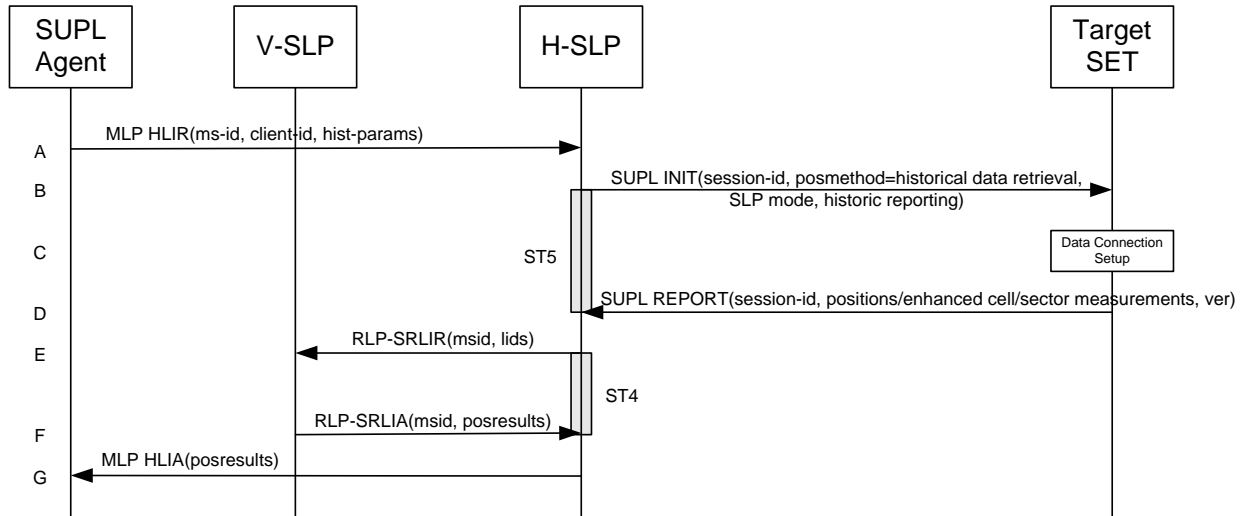 SUPL
Agent
V-SLP
H-SLP
Target
SET
A
MLP HLIR(ms-id, client-id, hist-params)
B
SUPL INIT(session-id, posmethod=historical data retrieval,
SLP mode, historic reporting)
C
ST5
Data Connection
Setup
D
SUPL REPORT(session-id, positions/enhanced cell/sector measurements, ver)
E
RLP-SRLIR(msid, lids)
ST4
F
RLP-SRLIA(msid, posresults)
G
MLP HLIA(posresults)